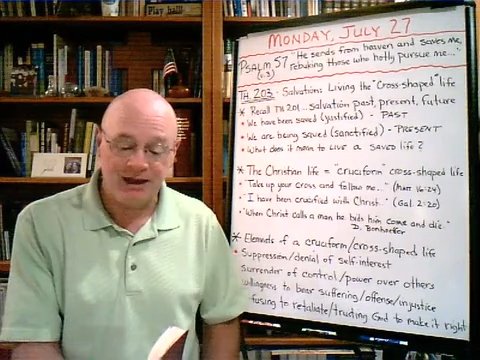 Play ball!
MONDAY, JULY 27
PSALM 57 "He sends from heaven and saves me,
(v.3) rebuking those who hotly pursue me..."
TH 203 - Salvation: Living the "Cross-shaped" life
* Recall TH 201...salvation past, present, future
• We have been saved (justified) - PAST
• We are being saved (sanctified) - PRESENT
• What does it mean to LIVE a SAVED life?
* The Christian life = "cruciform" cross-shaped life
• "Take up your cross and follow me..." (Matt 16:24)
• "I have been crucified with Christ." (Gal. 2:20)
• "When Christ calls a man he bids him come and die."
D. Bonhoeffer
* Elements of a cruciform/cross-shaped life
• Suppression/denial of self-interest
Surrender of control/power over others
willingness to bear suffering/offense/injustice
fusing to retaliate/trusting God to make it right